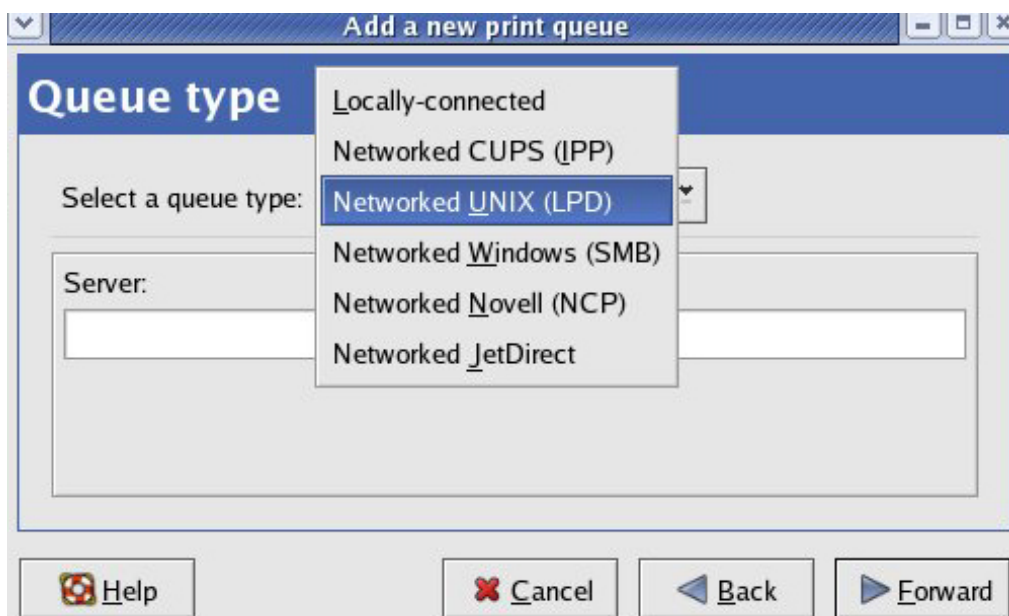 Add a new print queue
Queue type
Select a queue type:
Locally-connected
Networked CUPS (IPP)
Networked UNIX (LPD)
Networked Windows (SMB)
Networked Novell (NCP)
Networked JetDirect
Server:
Help
Cancel
Back
Forward